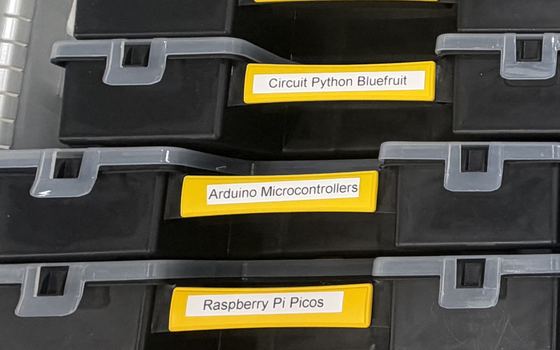 Circuit Python Bluefruit
Arduino Microcontrollers
Raspberry Pi Picos